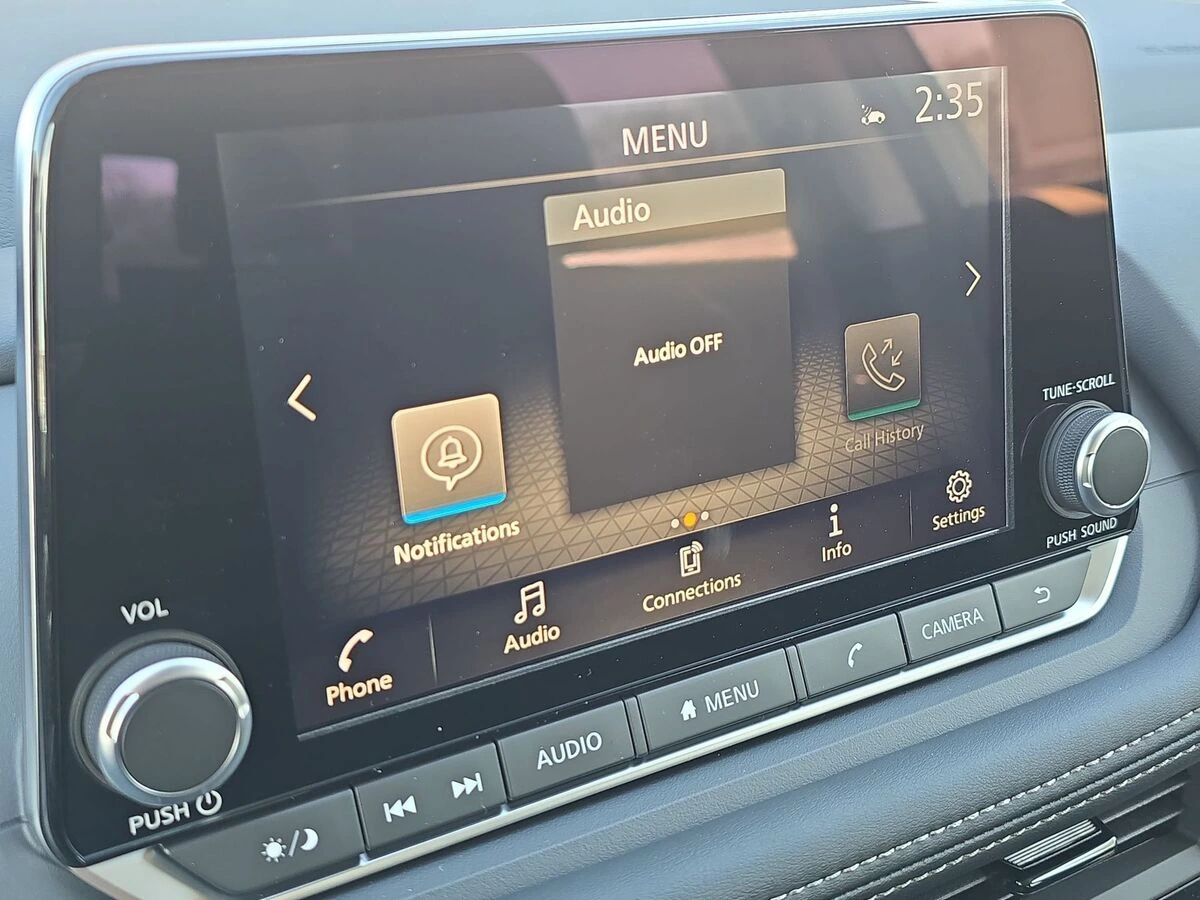 2:35
MENU
Audio
Audio OFF
Notifications
Call History
Phone
Audio
Connections
Info
Settings
TUNE·SCROLL
PUSH SOUND
VOL
PUSH
AUDIO
MENU
CAMERA